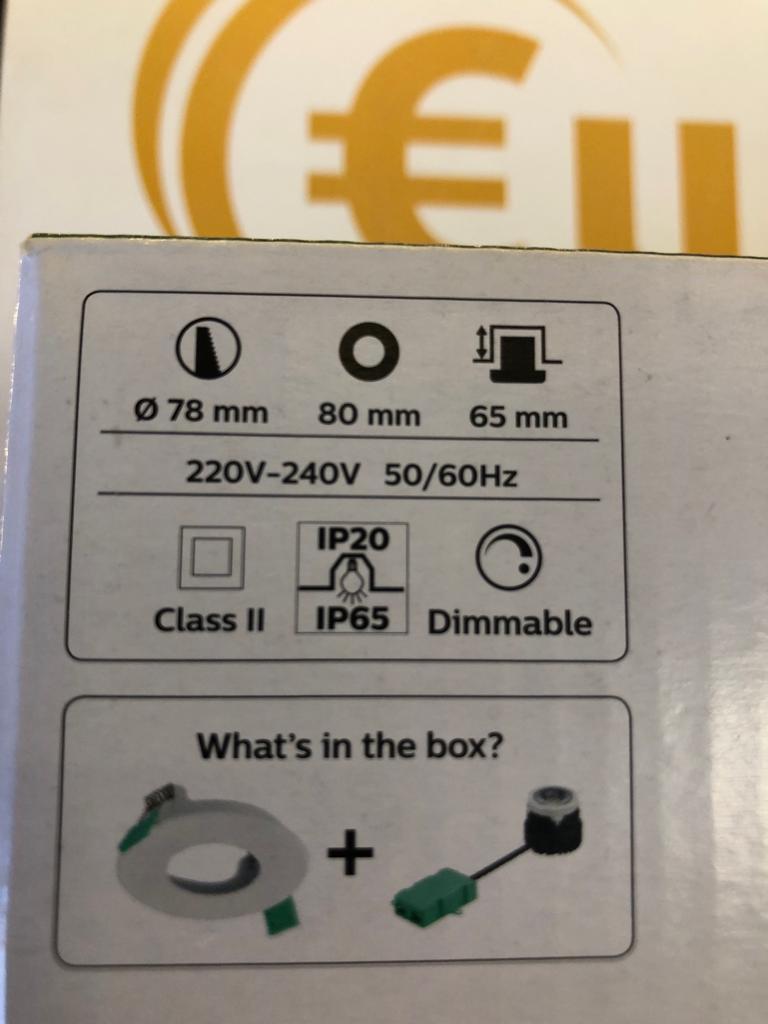 €u
Ø 78 mm 80 mm 65 mm
220V-240V 50/60Hz
IP20
IP65
Class II Dimmable
What's in the box?
+